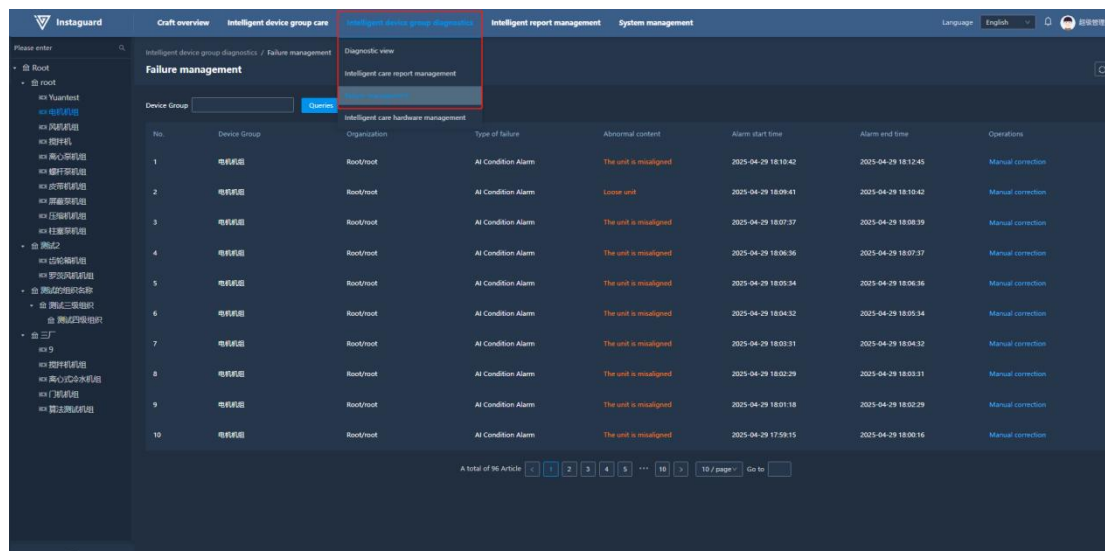 Instaguard
Craft overview
Intelligent device group care
Intelligent device group diagnostics
Intelligent report management
System management
Language
English
Please enter
Root
root
Yuantest
电机机组
风机机组
搅拌机
离心泵机组
螺杆泵机组
皮带机机组
屏蔽泵机组
压缩机机组
柱塞泵机组
测试2
齿轮箱机组
罗茨风机机组
测试的组织名称
测试三级组织
测试四级组织
三厂
9
搅拌机机组
离心式冷水机组
门机机组
算法测试机组
Intelligent device group diagnostics / Failure management
Failure management
Diagnostic view
Intelligent care report management
Intelligent care hardware management
Device Group
Queries
No. Device Group Organization Type of failure Abnormal content Alarm start time Alarm end time Operations
1 电机机组 Root/root AI Condition Alarm The unit is misaligned 2025-04-29 18:10:42 2025-04-29 18:12:45 Manual correction
2 电机机组 Root/root AI Condition Alarm Loose unit 2025-04-29 18:09:41 2025-04-29 18:10:42 Manual correction
3 电机机组 Root/root AI Condition Alarm The unit is misaligned 2025-04-29 18:07:37 2025-04-29 18:08:39 Manual correction
4 电机机组 Root/root AI Condition Alarm The unit is misaligned 2025-04-29 18:06:36 2025-04-29 18:07:37 Manual correction
5 电机机组 Root/root AI Condition Alarm The unit is misaligned 2025-04-29 18:05:34 2025-04-29 18:06:36 Manual correction
6 电机机组 Root/root AI Condition Alarm The unit is misaligned 2025-04-29 18:04:32 2025-04-29 18:05:34 Manual correction
7 电机机组 Root/root AI Condition Alarm The unit is misaligned 2025-04-29 18:03:31 2025-04-29 18:04:32 Manual correction
8 电机机组 Root/root AI Condition Alarm The unit is misaligned 2025-04-29 18:02:29 2025-04-29 18:03:31 Manual correction
9 电机机组 Root/root AI Condition Alarm The unit is misaligned 2025-04-29 18:01:18 2025-04-29 18:02:29 Manual correction
10 电机机组 Root/root AI Condition Alarm The unit is misaligned 2025-04-29 17:59:15 2025-04-29 18:00:16 Manual correction
A total of 96 Article < 1 2 3 4 5 ··· 10 > 10 / page Go to